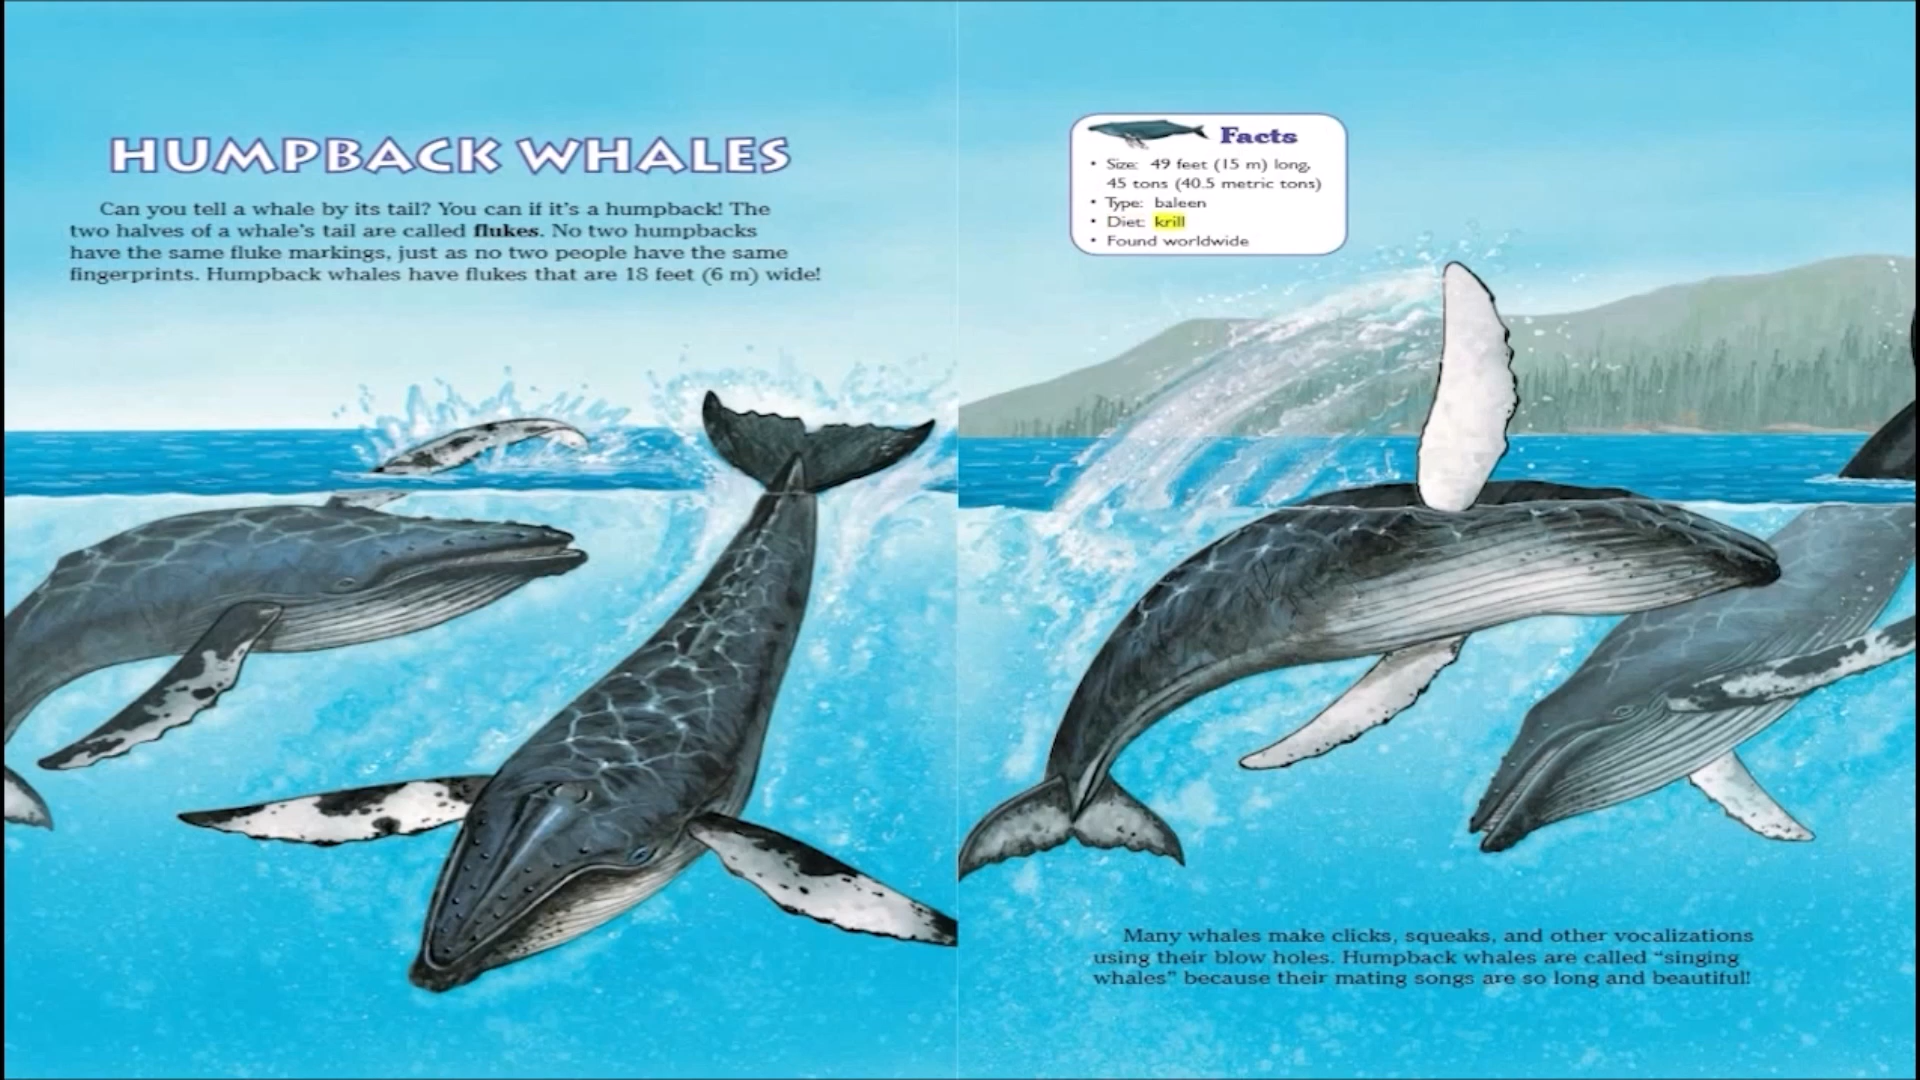 HUMPBACK WHALES
Can you tell a whale by its tail? You can if it's a humpback! The
two halves of a whale's tail are called flukes. No two humpbacks
have the same fluke markings, just as no two people have the same
fingerprints. Humpback whales have flukes that are 18 feet (6 m) wide!
Facts
• Size: 49 feet (15 m) long,
45 tons (40.5 metric tons)
• Type: baleen
• Diet: krill
• Found worldwide
Many whales make clicks, squeaks, and other vocalizations
using their blow holes. Humpback whales are called “singing
whales” because their mating songs are so long and beautiful!